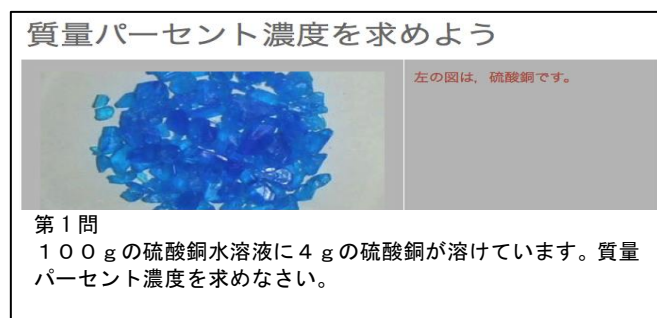 質量パーセント濃度を求めよう
左の図は，硫酸銅です。
第１問
１００ｇの硫酸銅水溶液に４ｇの硫酸銅が溶けています。質量
パーセント濃度を求めなさい。